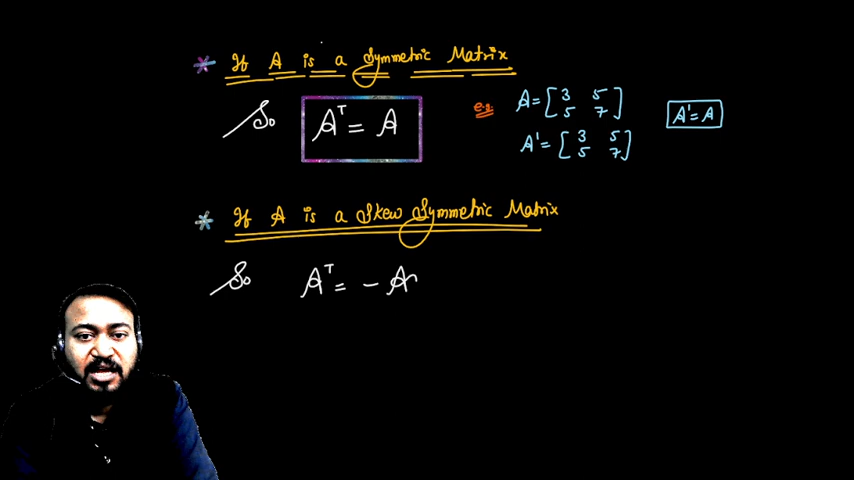 * If A is a Symmetric Matrix
So Aᵀ = A
e.g. A = [3 5
5 7]
A' = [3 5
5 7]
A' = A
* If A is a Skew Symmetric Matrix
So Aᵀ = - A